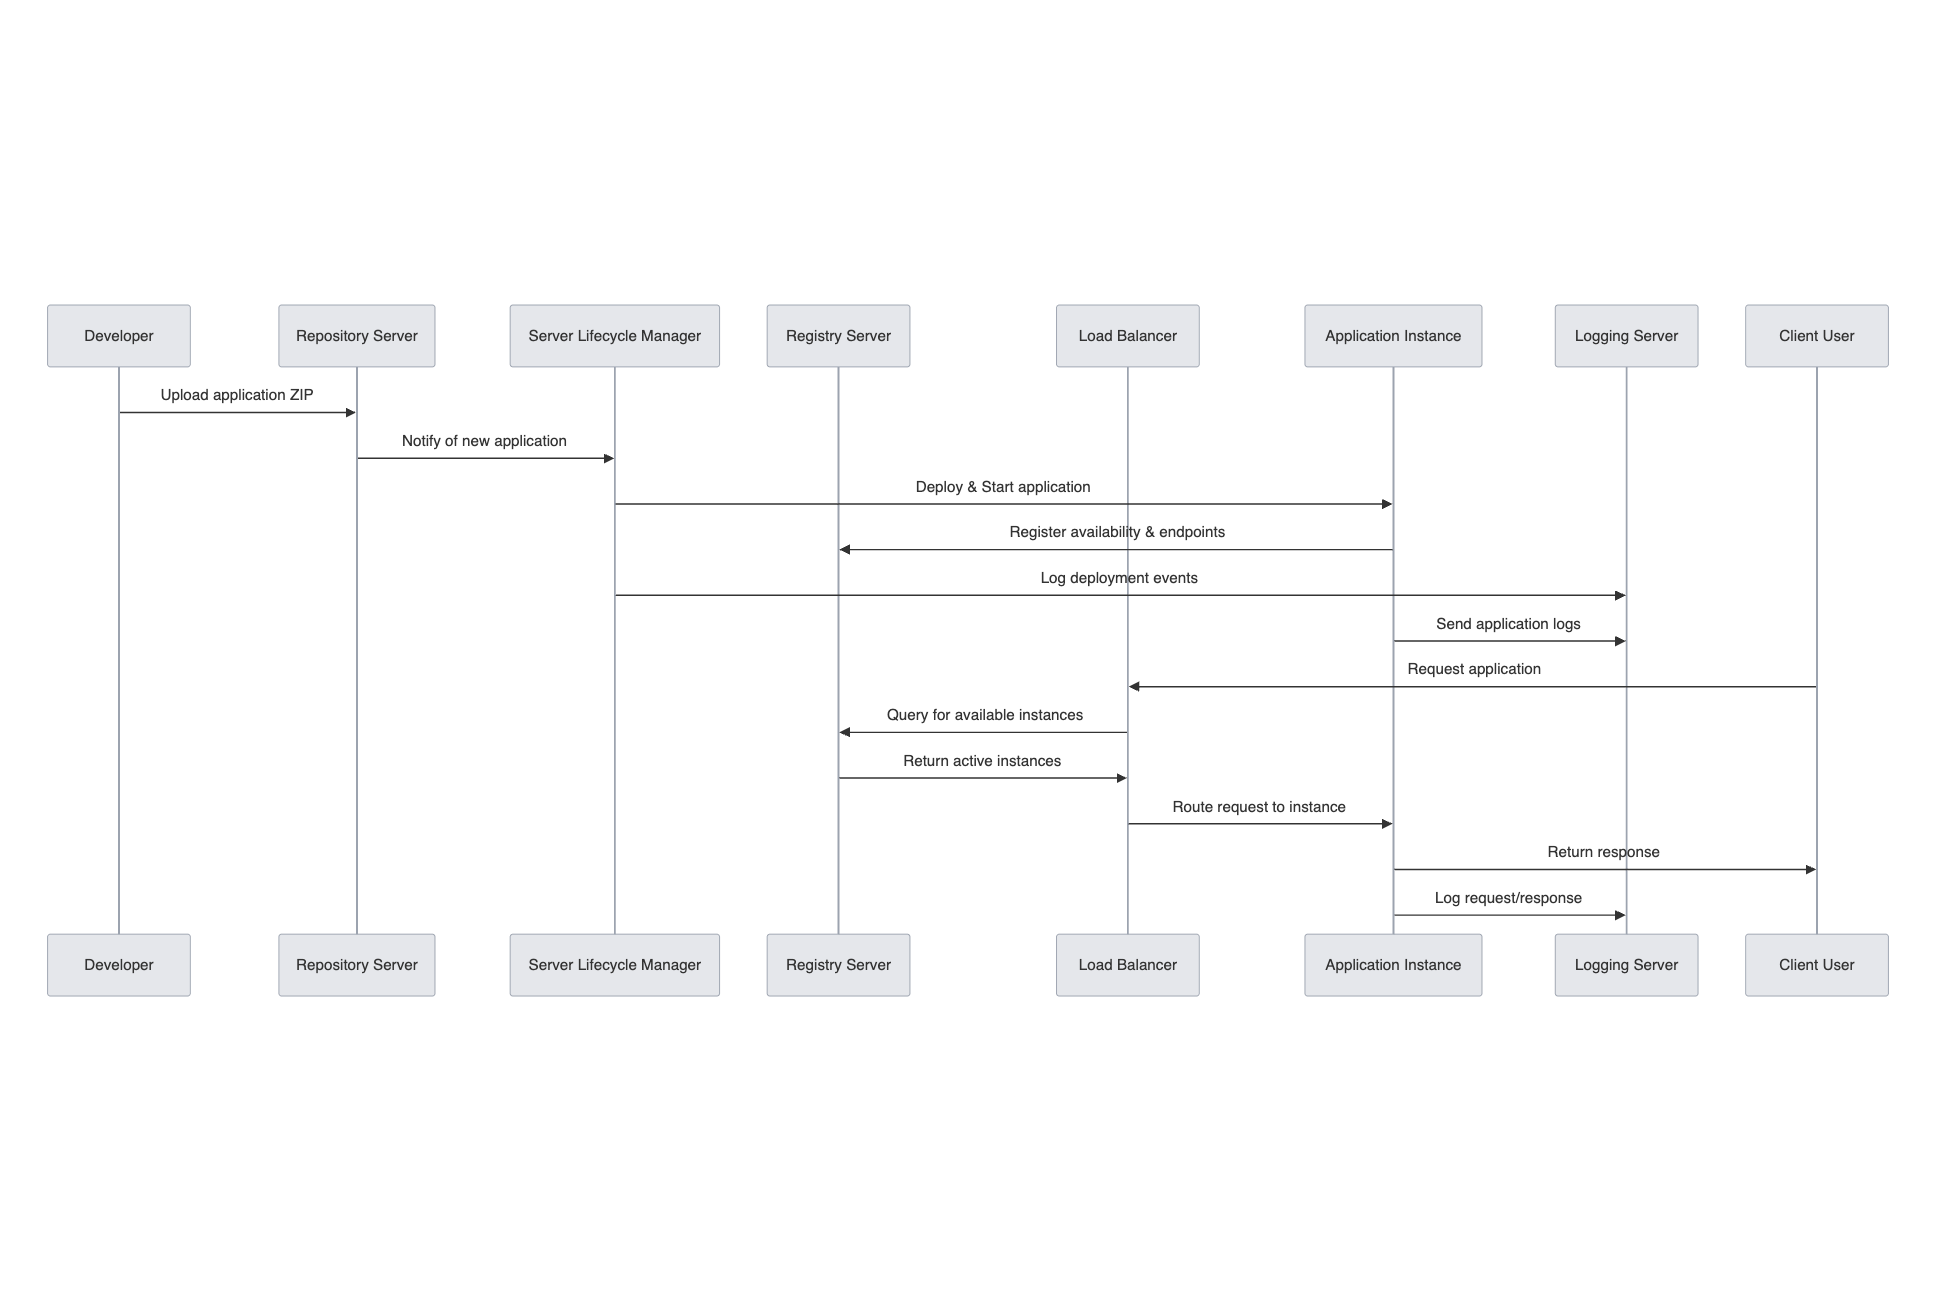 Developer
Repository Server
Server Lifecycle Manager
Registry Server
Load Balancer
Application Instance
Logging Server
Client User
Upload application ZIP
Notify of new application
Deploy & Start application
Register availability & endpoints
Log deployment events
Send application logs
Request application
Query for available instances
Return active instances
Route request to instance
Return response
Log request/response
Developer
Repository Server
Server Lifecycle Manager
Registry Server
Load Balancer
Application Instance
Logging Server
Client User